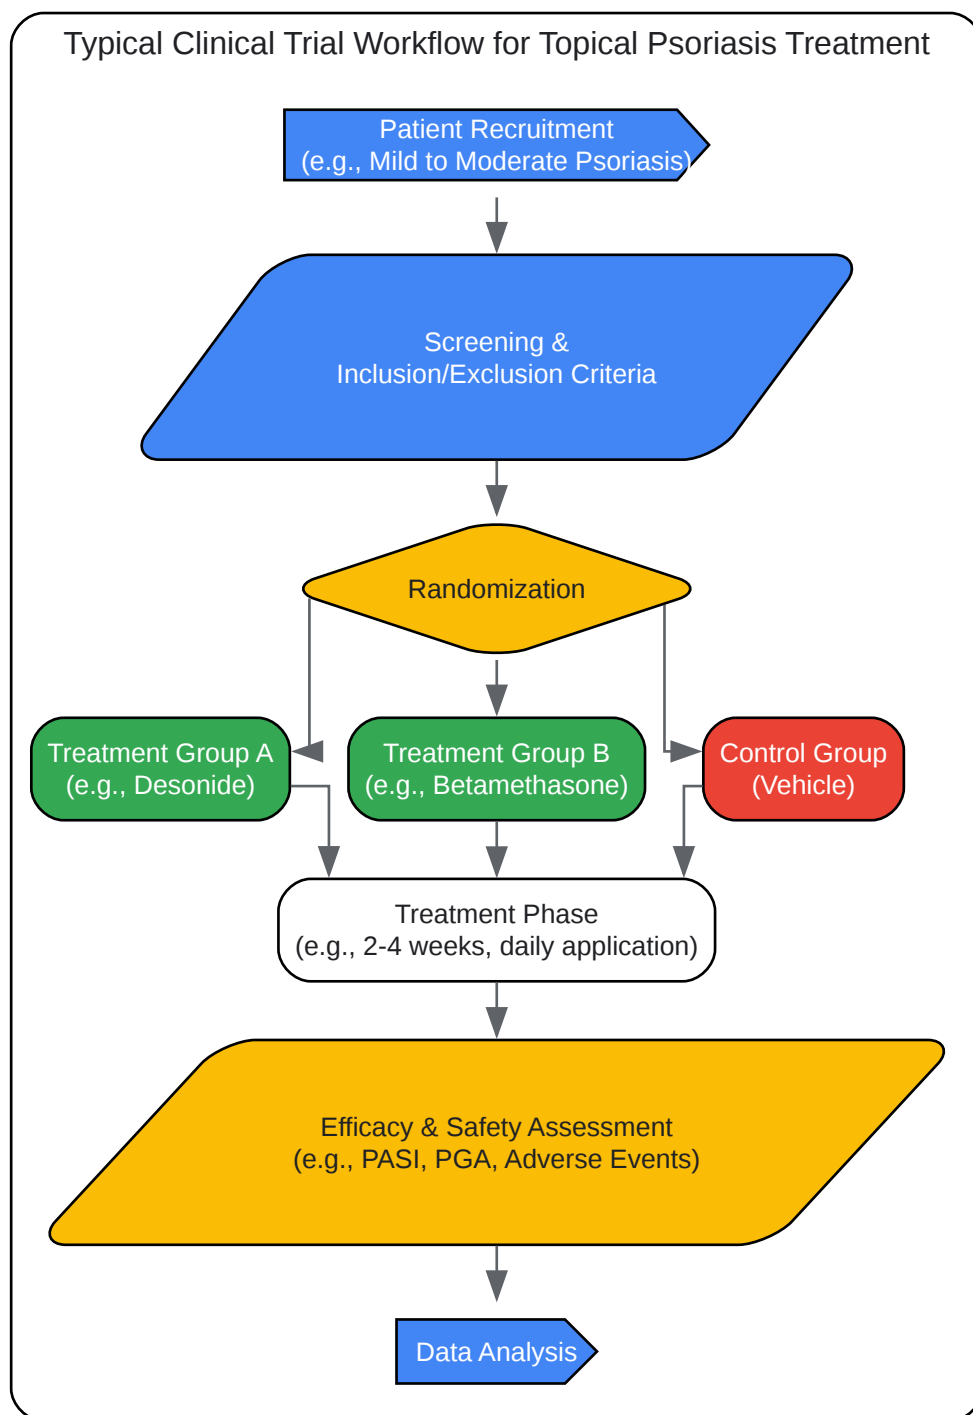 Typical Clinical Trial Workflow for Topical Psoriasis Treatment
Patient Recruitment
(e.g., Mild to Moderate Psoriasis)
Screening &
Inclusion/Exclusion Criteria
Randomization
Treatment Group A
(e.g., Desonide)
Treatment Group B
(e.g., Betamethasone)
Control Group
(Vehicle)
Treatment Phase
(e.g., 2-4 weeks, daily application)
Efficacy & Safety Assessment
(e.g., PASI, PGA, Adverse Events)
Data Analysis